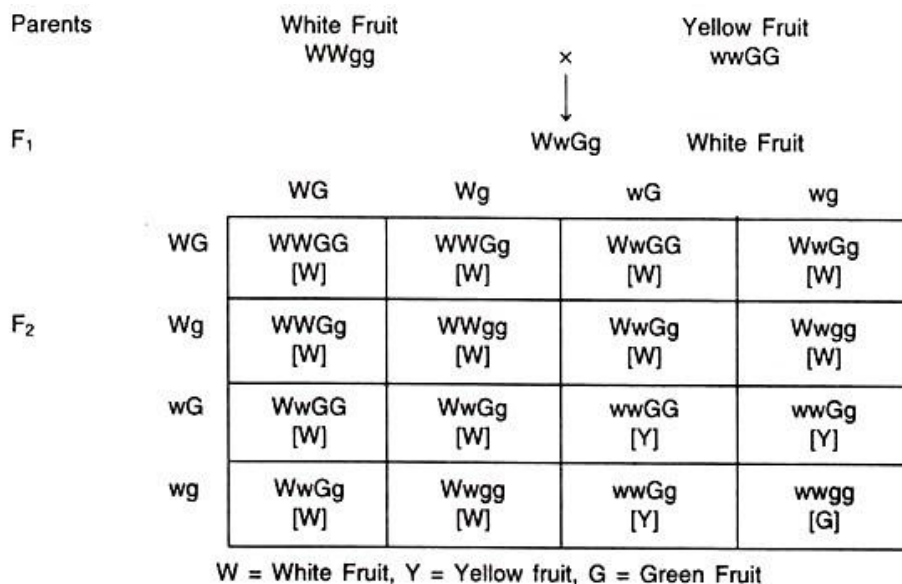 Parents White Fruit Yellow Fruit
WWgg × wwGG
F₁ WwGg White Fruit
WG Wg wG wg
WG WWGG WWGg WwGG WwGg
[W] [W] [W] [W]
F₂ Wg WWGg WWgg WwGg Wwgg
[W] [W] [W] [W]
wG WwGG WwGg wwGG wwGg
[W] [W] [Y] [Y]
wg WwGg Wwgg wwGg wwgg
[W] [W] [Y] [G]
W = White Fruit, Y = Yellow fruit, G = Green Fruit